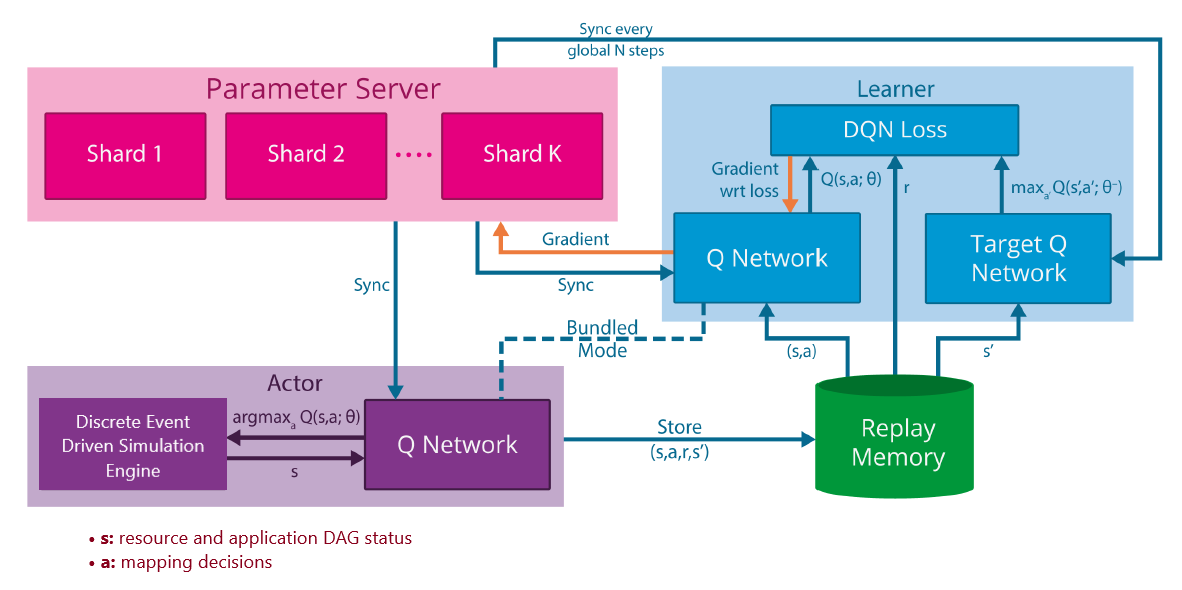 Sync every
global N steps
Parameter Server
Shard 1
Shard 2
Shard K
Learner
DQN Loss
Gradient
wrt loss
Q(s,a; θ)
r
maxₐ Q(s',a'; θ⁻)
Q Network
Target Q
Network
Gradient
Sync
Sync
Bundled
Mode
(s,a)
s'
Actor
Discrete Event
Driven Simulation
Engine
argmaxₐ Q(s,a; θ)
s
Q Network
Store
(s,a,r,s')
Replay
Memory
• s: resource and application DAG status
• a: mapping decisions